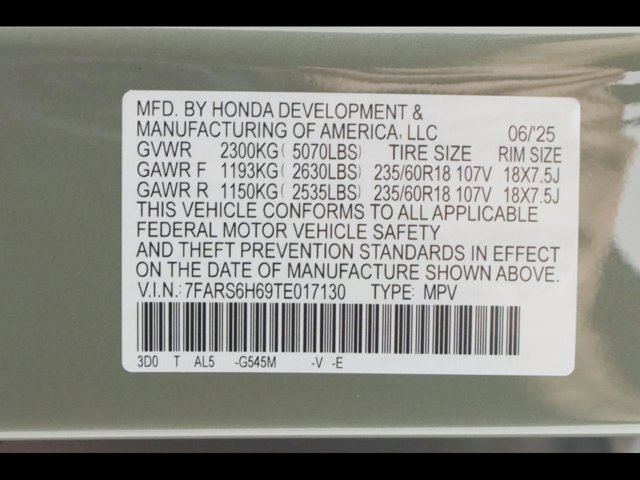 MFD. BY HONDA DEVELOPMENT &
MANUFACTURING OF AMERICA, LLC 06/'25
GVWR 2300KG( 5070LBS) TIRE SIZE RIM SIZE
GAWR F 1193KG( 2630LBS) 235/60R18 107V 18X7.5J
GAWR R 1150KG( 2535LBS) 235/60R18 107V 18X7.5J
THIS VEHICLE CONFORMS TO ALL APPLICABLE
FEDERAL MOTOR VEHICLE SAFETY
AND THEFT PREVENTION STANDARDS IN EFFECT
ON THE DATE OF MANUFACTURE SHOWN ABOVE.
V.I.N.: 7FARS6H69TE017130 TYPE: MPV
3D0 T AL5 -G545M -V -E